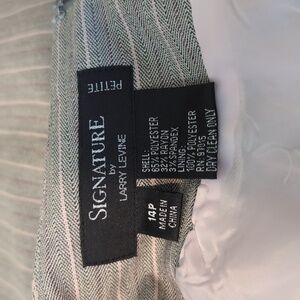 PETITE
SIGNATURE
by
LARRY LEVINE
14P
MADE IN
CHINA
SHELL:
65% POLYESTER
32% RAYON
3% SPANDEX
LINING:
100% POLYESTER
RN 91015
DRY CLEAN ONLY